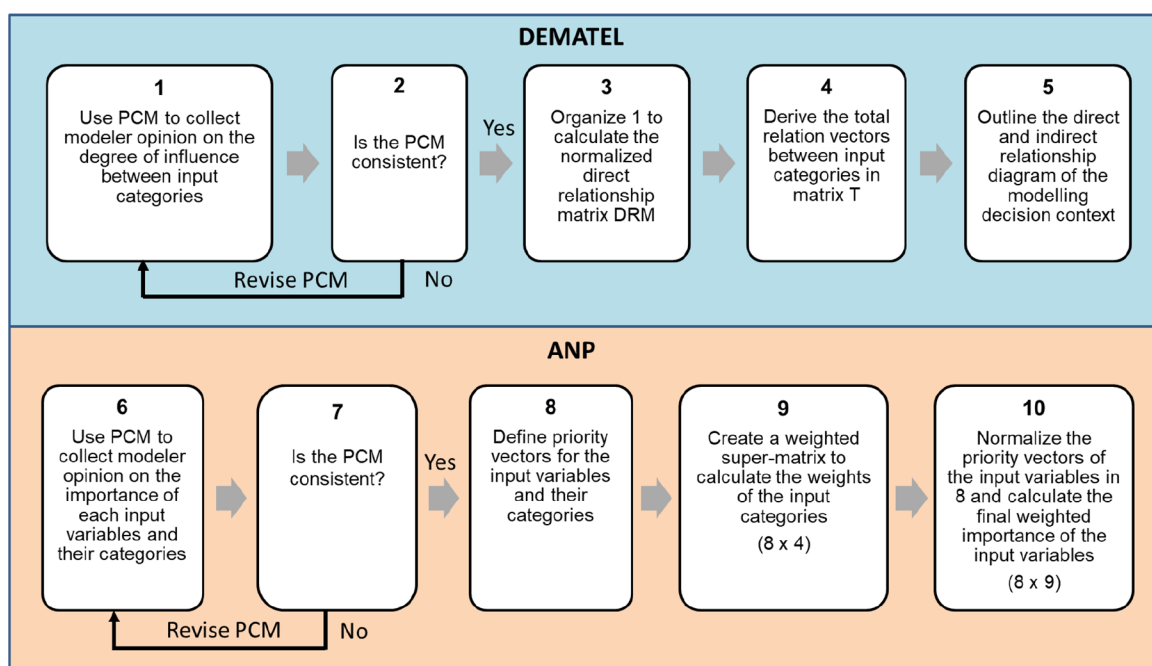 DEMATEL
1
Use PCM to collect
modeler opinion on the
degree of influence
between input
categories
2
Is the PCM
consistent?
Yes
3
Organize 1 to
calculate the
normalized
direct
relationship
matrix DRM
4
Derive the total
relation vectors
between input
categories in
matrix T
5
Outline the direct
and indirect
relationship
diagram of the
modelling
decision context
Revise PCM
No
ANP
6
Use PCM to
collect modeler
opinion on the
importance of
each input
variables and
their categories
7
Is the PCM
consistent?
Yes
8
Define priority
vectors for the
input variables
and their
categories
9
Create a weighted
super-matrix to
calculate the weights
of the input
categories
(8 x 4)
10
Normalize the
priority vectors of
the input variables in
8 and calculate the
final weighted
importance of the
input variables
(8 x 9)
Revise PCM
No